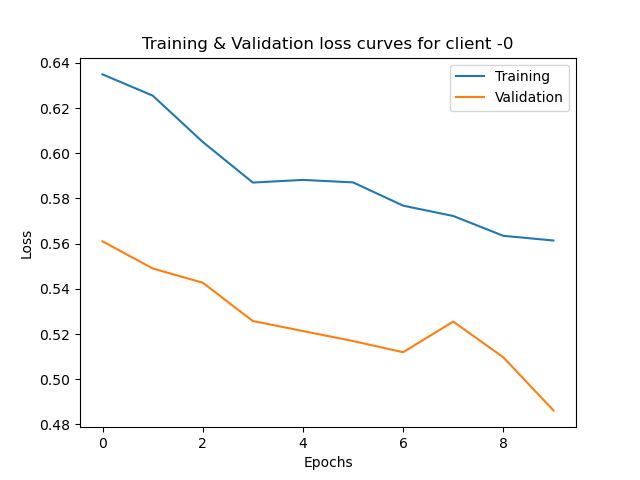 Training & Validation loss curves for client -0
Training
Validation
Loss
0.64
0.62
0.60
0.58
0.56
0.54
0.52
0.50
0.48
0 2 4 6 8
Epochs